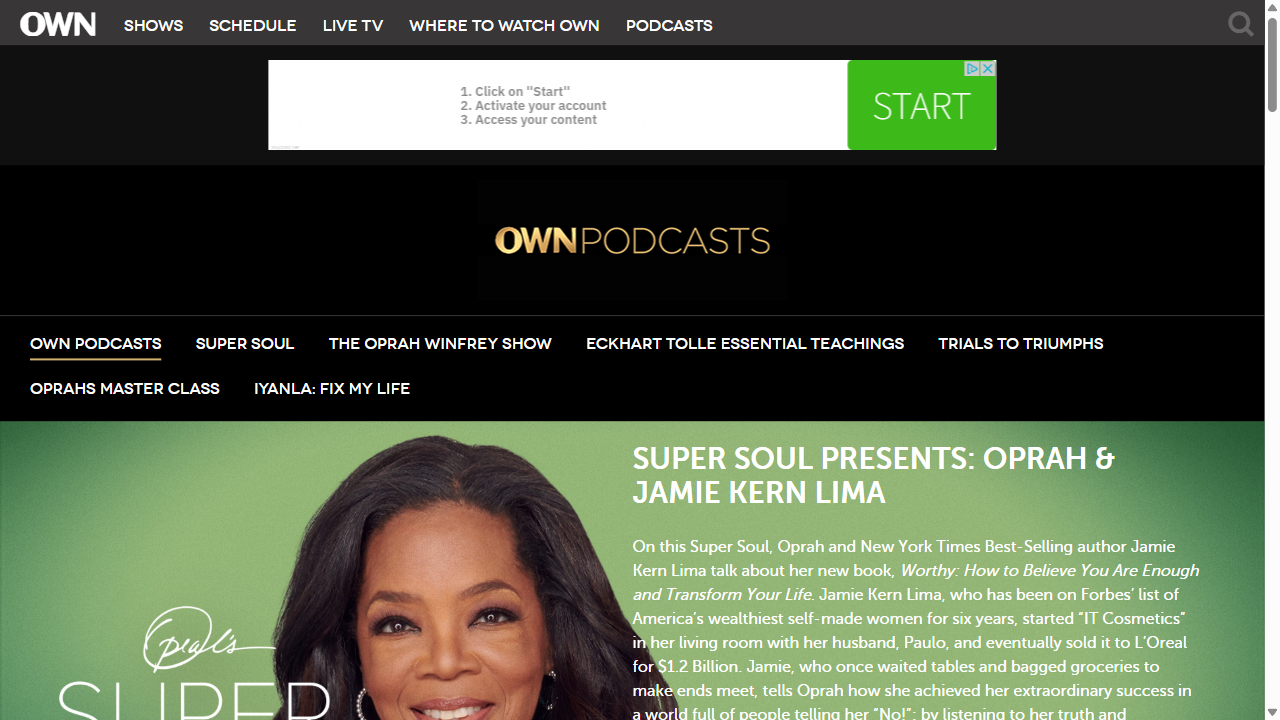 OWN SHOWS SCHEDULE LIVE TV WHERE TO WATCH OWN PODCASTS
1. Click on "Start"
2. Activate your account
3. Access your content
START
OWN PODCASTS
OWN PODCASTS SUPER SOUL THE OPRAH WINFREY SHOW ECKHART TOLLE ESSENTIAL TEACHINGS TRIALS TO TRIUMPHS
OPRAHS MASTER CLASS IYANLA: FIX MY LIFE
Oprah's
SUPER
SUPER SOUL PRESENTS: OPRAH &
JAMIE KERN LIMA
On this Super Soul, Oprah and New York Times Best-Selling author Jamie
Kern Lima talk about her new book, Worthy: How to Believe You Are Enough
and Transform Your Life. Jamie Kern Lima, who has been on Forbes’ list of
America’s wealthiest self-made women for six years, started “IT Cosmetics”
in her living room with her husband, Paulo, and eventually sold it to L’Oreal
for $1.2 Billion. Jamie, who once waited tables and bagged groceries to
make ends meet, tells Oprah how she achieved her extraordinary success in
a world full of people telling her “No!”: by listening to her truth and